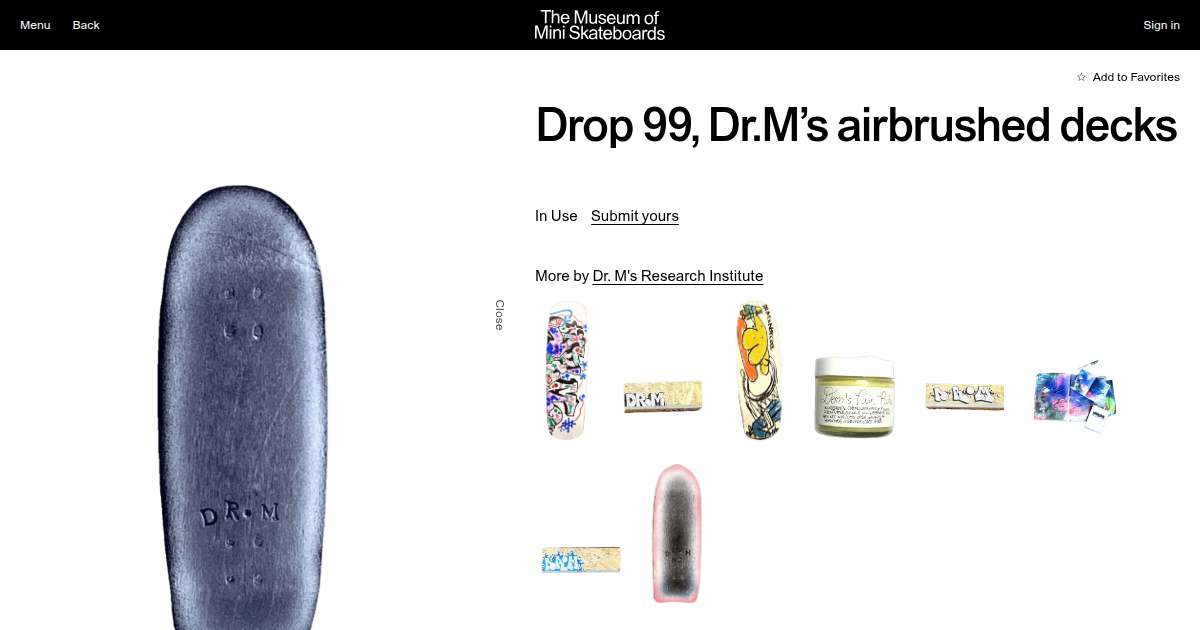 Menu
Back
The Museum of
Mini Skateboards
Sign in
☆ Add to Favorites
Drop 99, Dr.M’s airbrushed decks
In Use Submit yours
More by Dr. M's Research Institute
Close
DR•M
DR•M